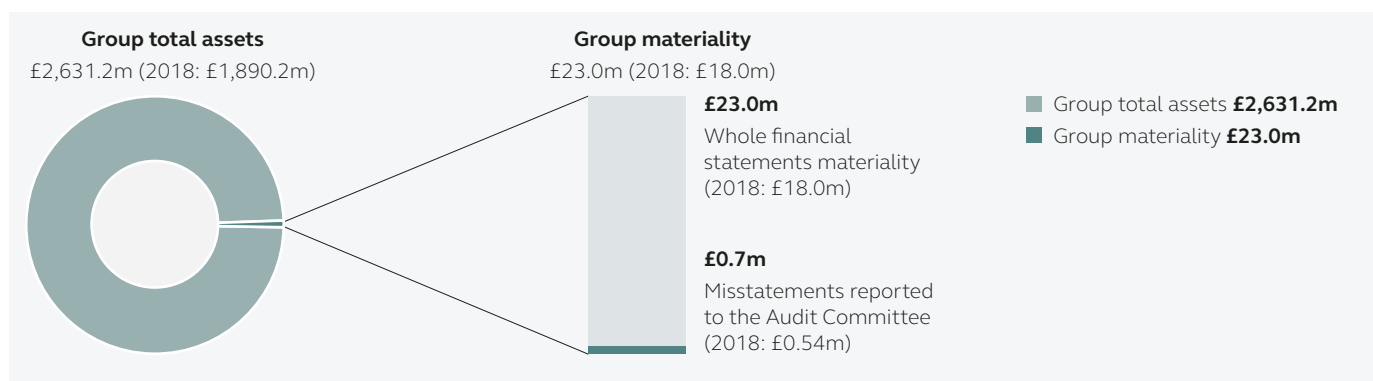 Group total assets
£2,631.2m (2018: £1,890.2m)
Group materiality
£23.0m (2018: £18.0m)
£23.0m
Whole financial
statements materiality
(2018: £18.0m)
£0.7m
Misstatements reported
to the Audit Committee
(2018: £0.54m)
Group total assets £2,631.2m
Group materiality £23.0m